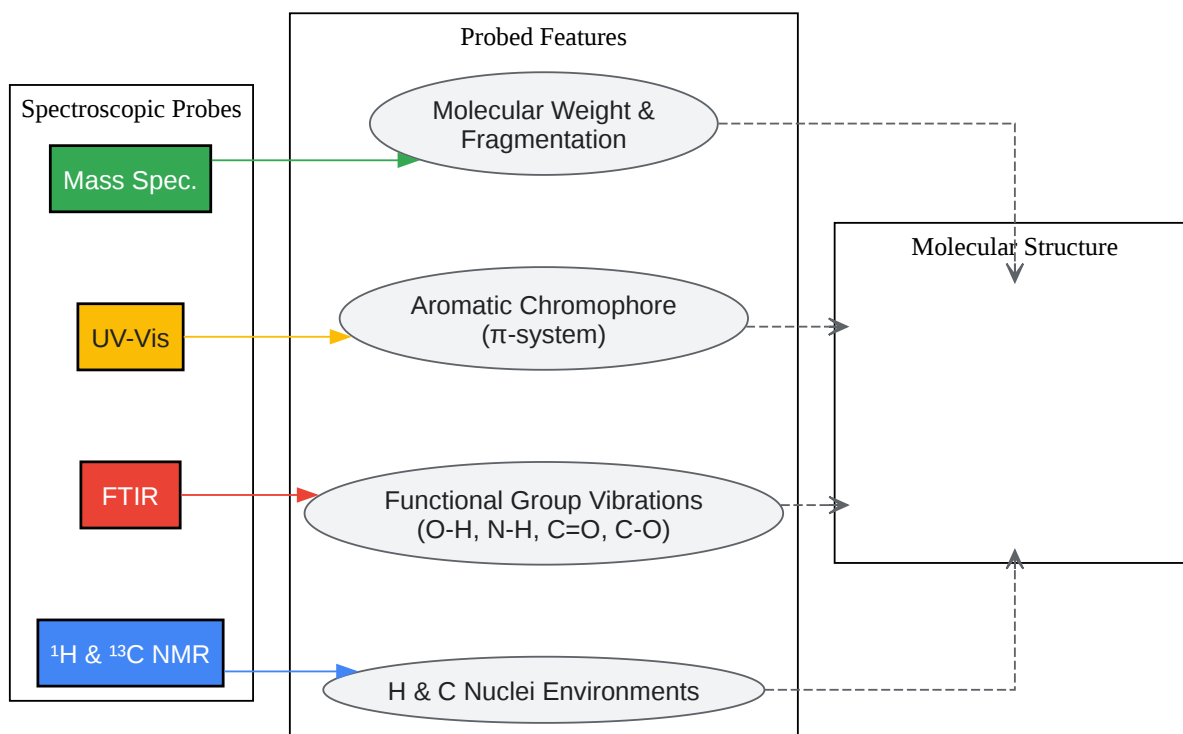 Probed Features
Spectroscopic Probes
Molecular Weight &
Fragmentation
Mass Spec.
Molecular Structure
Aromatic Chromophore
(π-system)
UV-Vis
Functional Group Vibrations
(O-H, N-H, C=O, C-O)
FTIR
¹H & ¹³C NMR
H & C Nuclei Environments